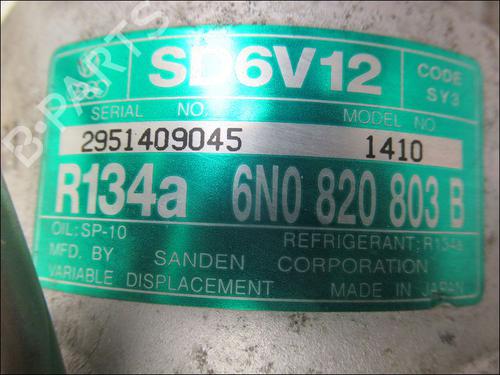 B-PARTS
SD6V12
CODE
SY3
SERIAL NO.
MODEL NO
2951409045
1410
R134a
6N0 820 803 B
OIL: SP-10
REFRIGERANT: R134a
MFD. BY SANDEN CORPORATION
VARIABLE DISPLACEMENT
MADE IN JAPAN